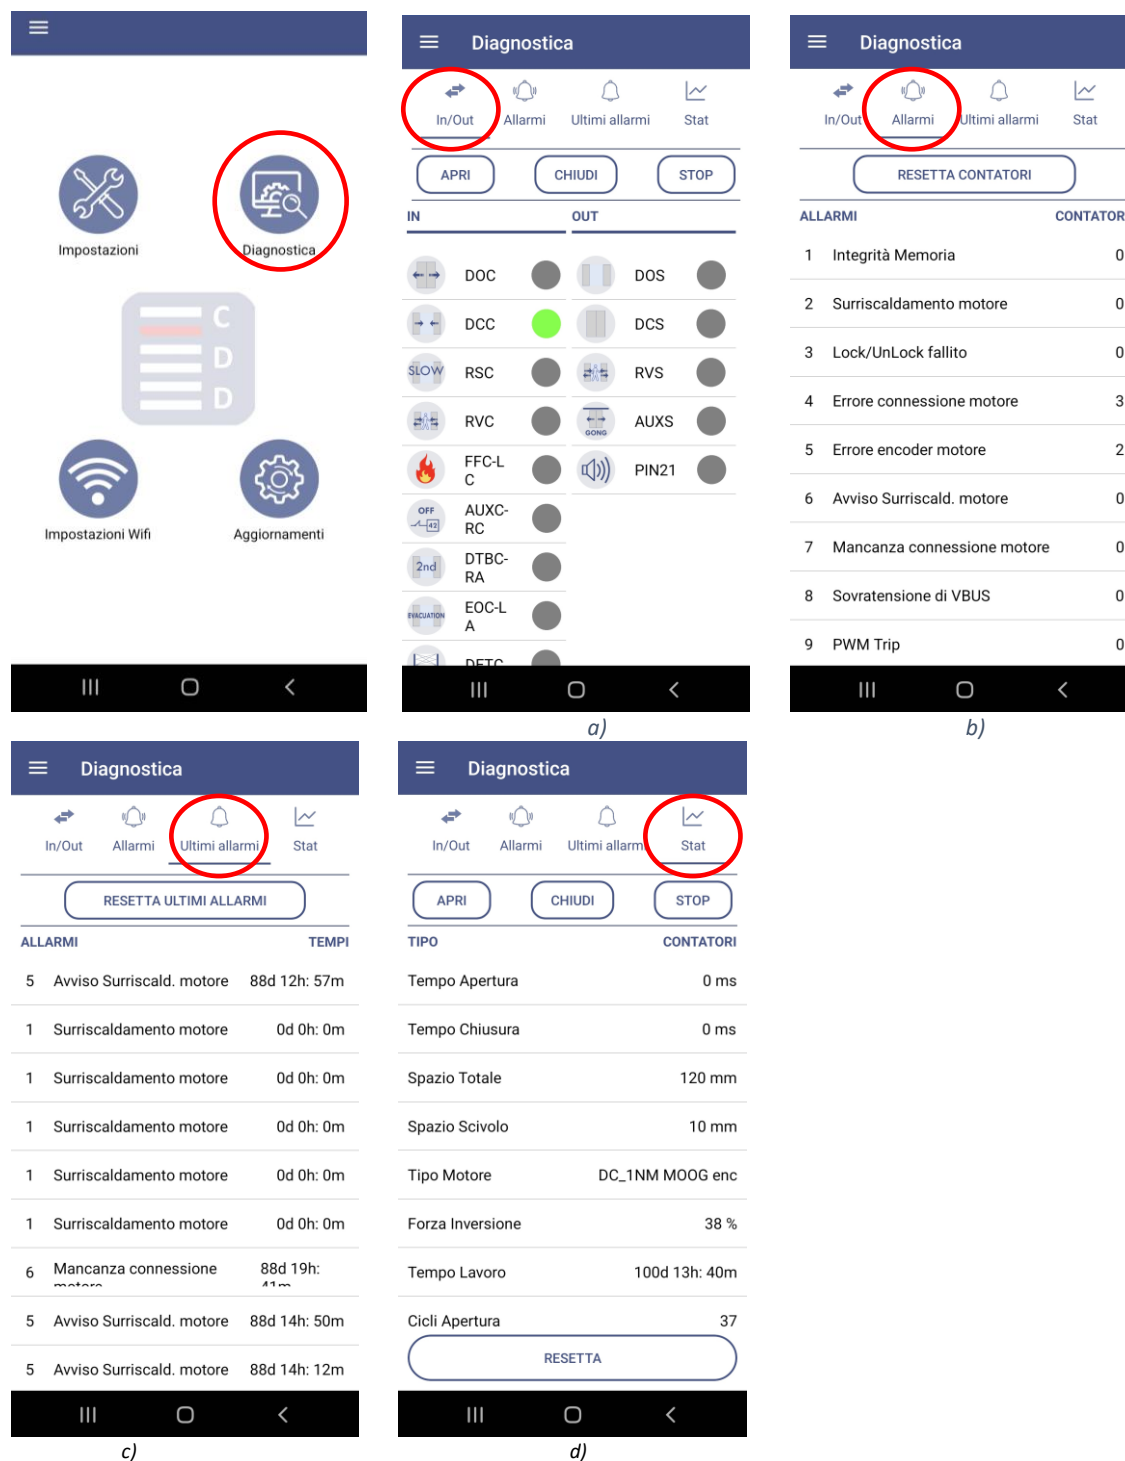 Impostazioni
Diagnostica
C
D
D
Impostazioni Wifi
Aggiornamenti
Diagnostica
In/Out Allarmi Ultimi allarmi Stat
APRI CHIUDI STOP
IN OUT
DOC DOS
DCC DCS
SLOW RSC RVS
RVC GONG AUXS
FFC-L
C
PIN21
OFF
42
AUXC-
RC
2nd
DTBC-
RA
EVACUATION
EOC-L
A
DETC
a)
Diagnostica
In/Out Allarmi Ultimi allarmi Stat
RESETTA CONTATORI
ALLARMI CONTATOR
1 Integrità Memoria 0
2 Surriscaldamento motore 0
3 Lock/UnLock fallito 0
4 Errore connessione motore 3
5 Errore encoder motore 2
6 Avviso Surriscald. motore 0
7 Mancanza connessione motore 0
8 Sovratensione di VBUS 0
9 PWM Trip 0
b)
Diagnostica
In/Out Allarmi Ultimi allarmi Stat
RESETTA ULTIMI ALLARMI
ALLARMI TEMPI
5 Avviso Surriscald. motore 88d 12h: 57m
1 Surriscaldamento motore 0d 0h: 0m
1 Surriscaldamento motore 0d 0h: 0m
1 Surriscaldamento motore 0d 0h: 0m
1 Surriscaldamento motore 0d 0h: 0m
1 Surriscaldamento motore 0d 0h: 0m
6 Mancanza connessione 88d 19h:
motore 41m
5 Avviso Surriscald. motore 88d 14h: 50m
5 Avviso Surriscald. motore 88d 14h: 12m
c)
Diagnostica
In/Out Allarmi Ultimi allarmi Stat
APRI CHIUDI STOP
TIPO CONTATORI
Tempo Apertura 0 ms
Tempo Chiusura 0 ms
Spazio Totale 120 mm
Spazio Scivolo 10 mm
Tipo Motore DC_1NM MOOG enc
Forza Inversione 38 %
Tempo Lavoro 100d 13h: 40m
Cicli Apertura 37
RESETTA
d)